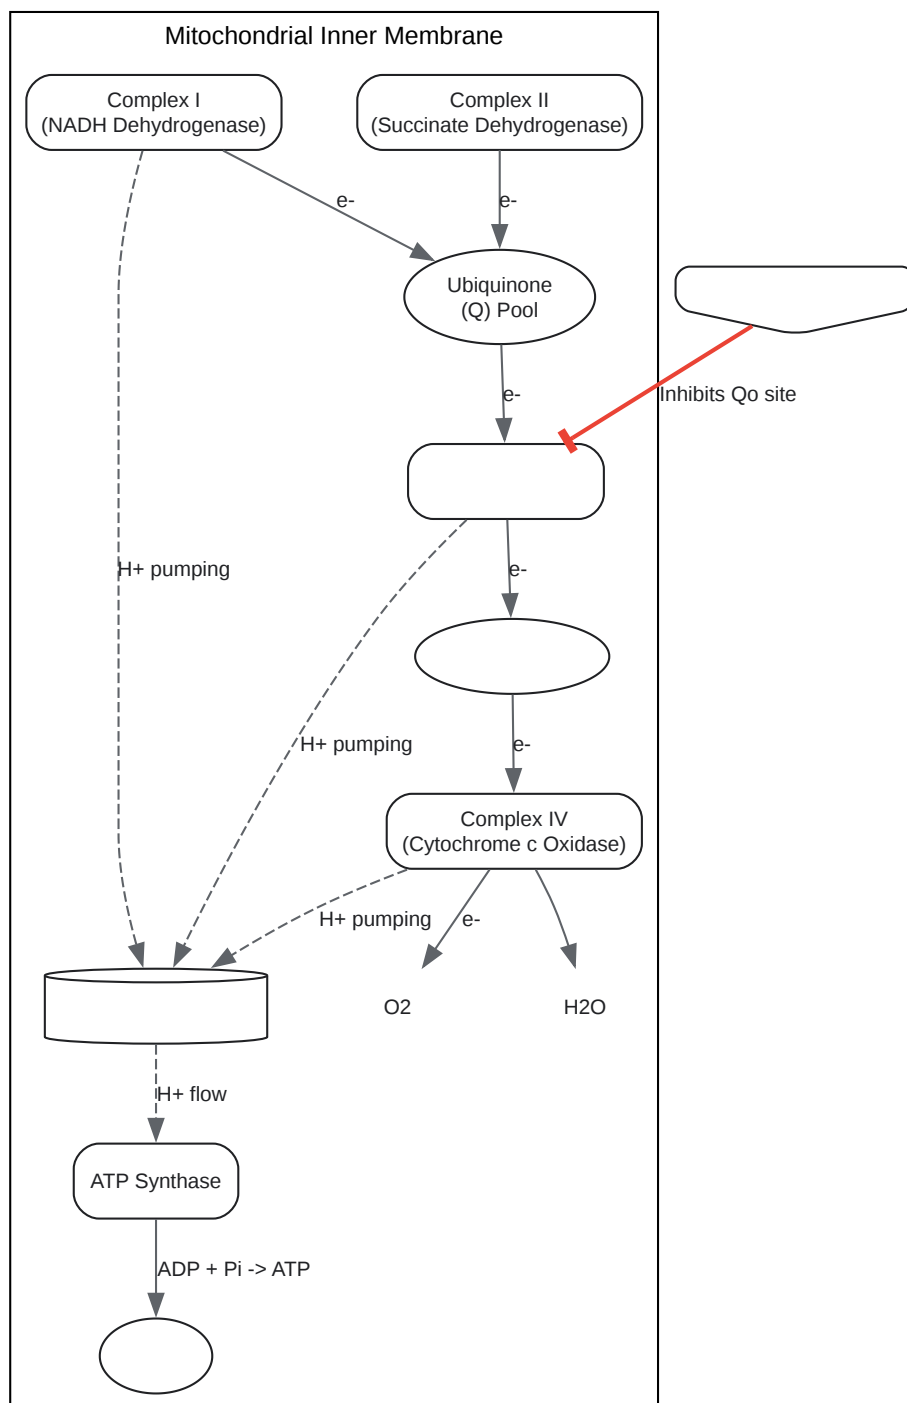 Mitochondrial Inner Membrane
Complex I
(NADH Dehydrogenase)
Complex II
(Succinate Dehydrogenase)
e-
e-
Ubiquinone
(Q) Pool
e-
Inhibits Qo site
H+ pumping
e-
H+ pumping
e-
Complex IV
(Cytochrome c Oxidase)
H+ pumping
e-
O2
H2O
H+ flow
ATP Synthase
ADP + Pi -> ATP